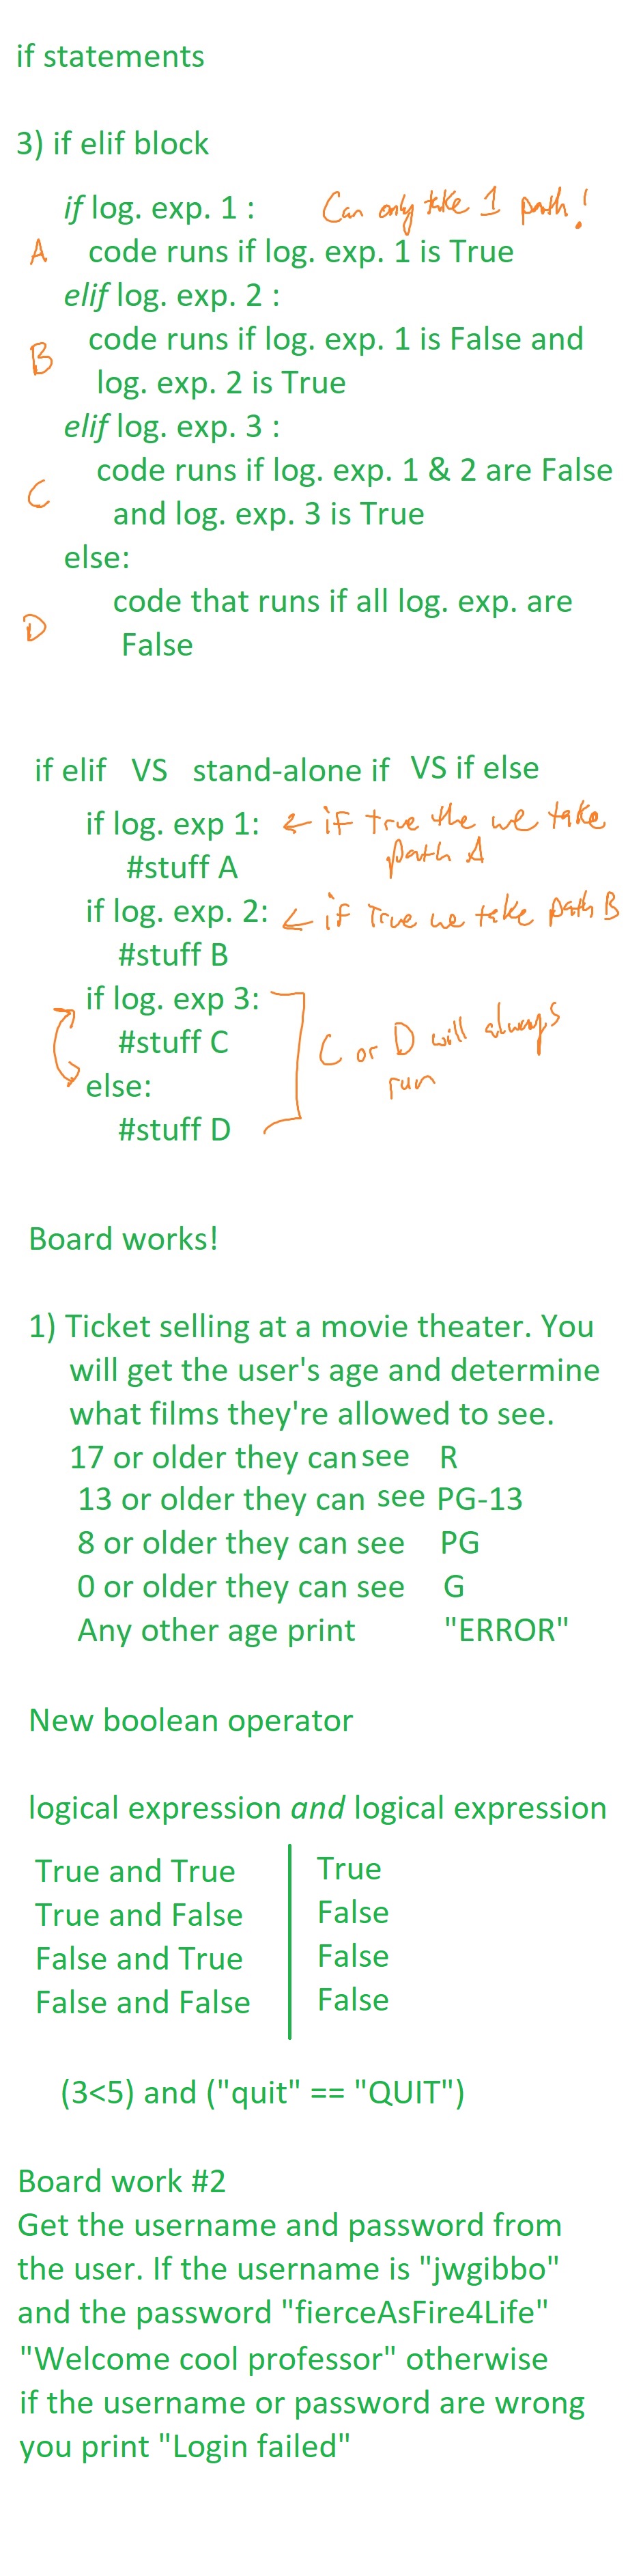 if statements
3) if elif block
if log. exp. 1 : Can only take 1 path!
A code runs if log. exp. 1 is True
elif log. exp. 2 :
B code runs if log. exp. 1 is False and
log. exp. 2 is True
elif log. exp. 3 :
C code runs if log. exp. 1 & 2 are False
and log. exp. 3 is True
else:
D code that runs if all log. exp. are
False
if elif VS stand-alone if VS if else
if log. exp 1: ← if true the we take
path A
#stuff A
if log. exp. 2: ← if True we take path B
#stuff B
if log. exp 3:
#stuff C
C or D will always
run
else:
#stuff D
Board works!
1) Ticket selling at a movie theater. You
will get the user's age and determine
what films they're allowed to see.
17 or older they can see R
13 or older they can see PG-13
8 or older they can see PG
0 or older they can see G
Any other age print "ERROR"
New boolean operator
logical expression and logical expression
True and True True
True and False False
False and True False
False and False False
(3<5) and ("quit" == "QUIT")
Board work #2
Get the username and password from
the user. If the username is "jwgibbo"
and the password "fierceAsFire4Life"
"Welcome cool professor" otherwise
if the username or password are wrong
you print "Login failed"